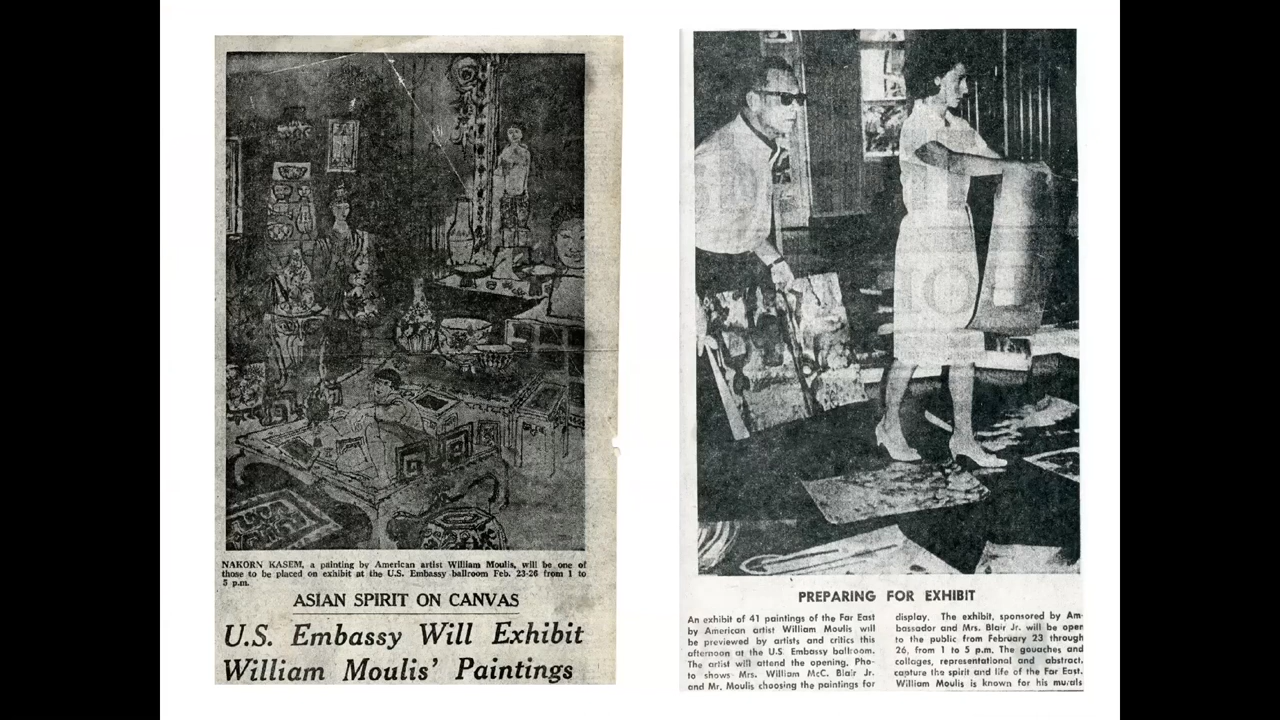 NAKORN KASEM, a painting by American artist William Moulis, will be one of
those to be placed on exhibit at the U.S. Embassy ballroom Feb. 23-26 from 1 to
5 p.m.
ASIAN SPIRIT ON CANVAS
U.S. Embassy Will Exhibit
William Moulis' Paintings
PREPARING FOR EXHIBIT
An exhibit of 41 paintings of the Far East
by American artist William Moulis will
be previewed by artists and critics this
afternoon at the U.S. Embassy ballroom.
The artist will attend the opening. Pho-
to shows Mrs. William McC. Blair Jr.
and Mr. Moulis choosing the paintings for
display. The exhibit, sponsored by Am-
bassador and Mrs. Blair Jr. will be open
to the public from February 23 through
26, from 1 to 5 p.m. The gouaches and
collages, representational and abstract,
capture the spirit and life of the Far East.
William Moulis is known for his murals